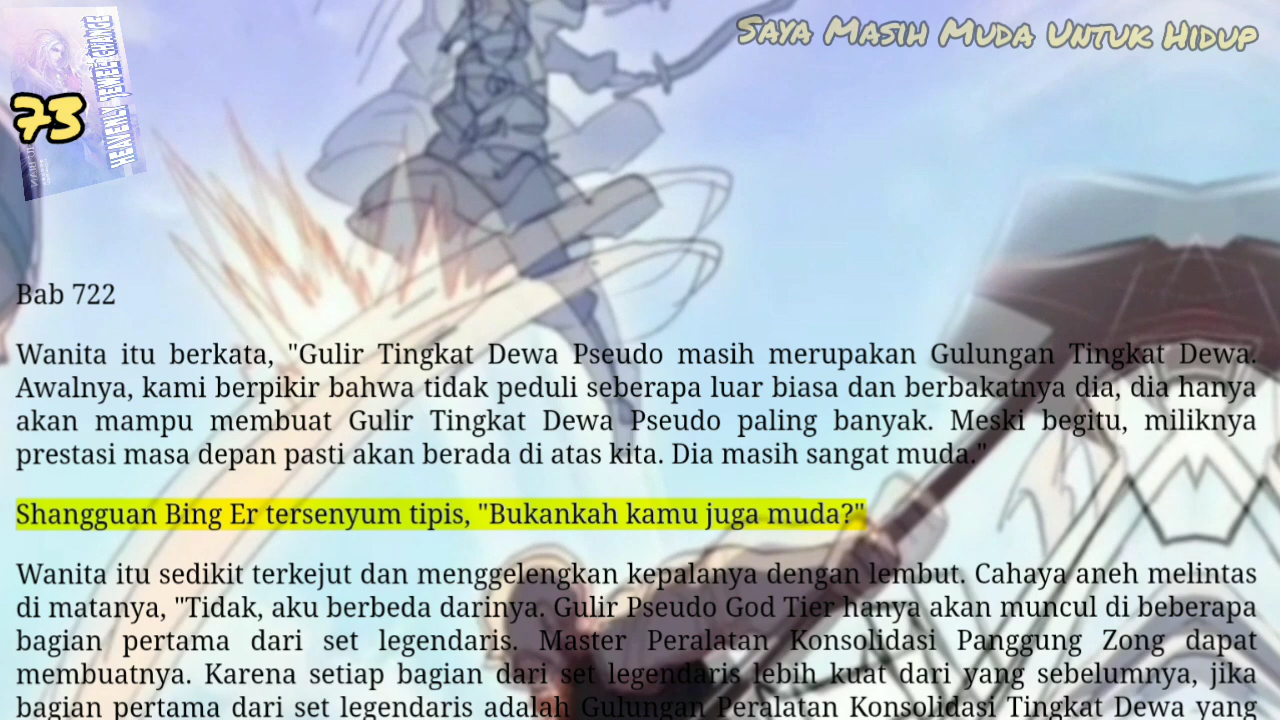 Saya Masih Muda Untuk Hidup
HEAVENLY JEWEL CHANGE
73
Bab 722
Wanita itu berkata, "Gulir Tingkat Dewa Pseudo masih merupakan Gulungan Tingkat Dewa.
Awalnya, kami berpikir bahwa tidak peduli seberapa luar biasa dan berbakatnya dia, dia hanya
akan mampu membuat Gulir Tingkat Dewa Pseudo paling banyak. Meski begitu, miliknya
prestasi masa depan pasti akan berada di atas kita. Dia masih sangat muda."
Shangguan Bing Er tersenyum tipis, "Bukankah kamu juga muda?"
Wanita itu sedikit terkejut dan menggelengkan kepalanya dengan lembut. Cahaya aneh melintas
di matanya, "Tidak, aku berbeda darinya. Gulir Pseudo God Tier hanya akan muncul di beberapa
bagian pertama dari set legendaris. Master Peralatan Konsolidasi Panggung Zong dapat
membuatnya. Karena setiap bagian dari set legendaris lebih kuat dari yang sebelumnya, jika
bagian pertama dari set legendaris adalah Gulungan Peralatan Konsolidasi Tingkat Dewa yang